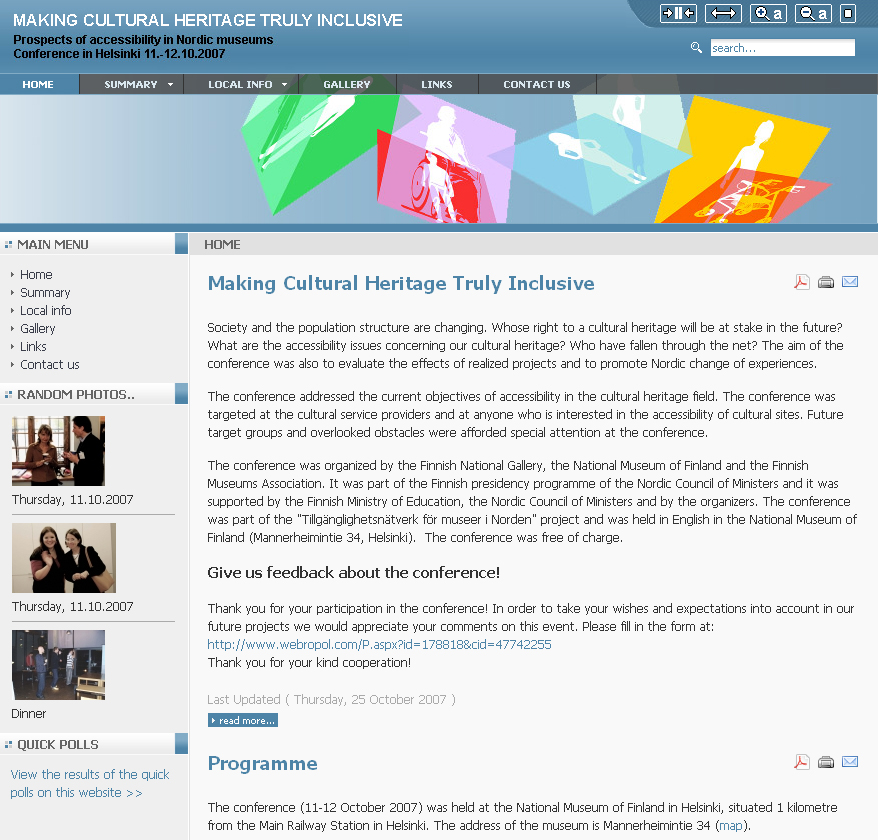 MAKING CULTURAL HERITAGE TRULY INCLUSIVE
Prospects of accessibility in Nordic museums
Conference in Helsinki 11.-12.10.2007
a
a
search...
HOME
SUMMARY
LOCAL INFO
GALLERY
LINKS
CONTACT US
MAIN MENU
Home
Summary
Local info
Gallery
Links
Contact us
RANDOM PHOTOS..
Thursday, 11.10.2007
Thursday, 11.10.2007
Dinner
QUICK POLLS
View the results of the quick
polls on this website >>
HOME
Making Cultural Heritage Truly Inclusive
Society and the population structure are changing. Whose right to a cultural heritage will be at stake in the future?
What are the accessibility issues concerning our cultural heritage? Who have fallen through the net? The aim of the
conference was also to evaluate the effects of realized projects and to promote Nordic change of experiences.
The conference addressed the current objectives of accessibility in the cultural heritage field. The conference was
targeted at the cultural service providers and at anyone who is interested in the accessibility of cultural sites. Future
target groups and overlooked obstacles were afforded special attention at the conference.
The conference was organized by the Finnish National Gallery, the National Museum of Finland and the Finnish
Museums Association. It was part of the Finnish presidency programme of the Nordic Council of Ministers and it was
supported by the Finnish Ministry of Education, the Nordic Council of Ministers and by the organizers. The conference
was part of the "Tillgänglighetsnätverk för museer i Norden" project and was held in English in the National Museum of
Finland (Mannerheimintie 34, Helsinki).  The conference was free of charge.
Give us feedback about the conference!
Thank you for your participation in the conference! In order to take your wishes and expectations into account in our
future projects we would appreciate your comments on this event. Please fill in the form at:
http://www.webropol.com/P.aspx?id=178818&cid=47742255
Thank you for your kind cooperation!
Last Updated ( Thursday, 25 October 2007 )
read more...
Programme
The conference (11-12 October 2007) was held at the National Museum of Finland in Helsinki, situated 1 kilometre
from the Main Railway Station in Helsinki. The address of the museum is Mannerheimintie 34 (map).